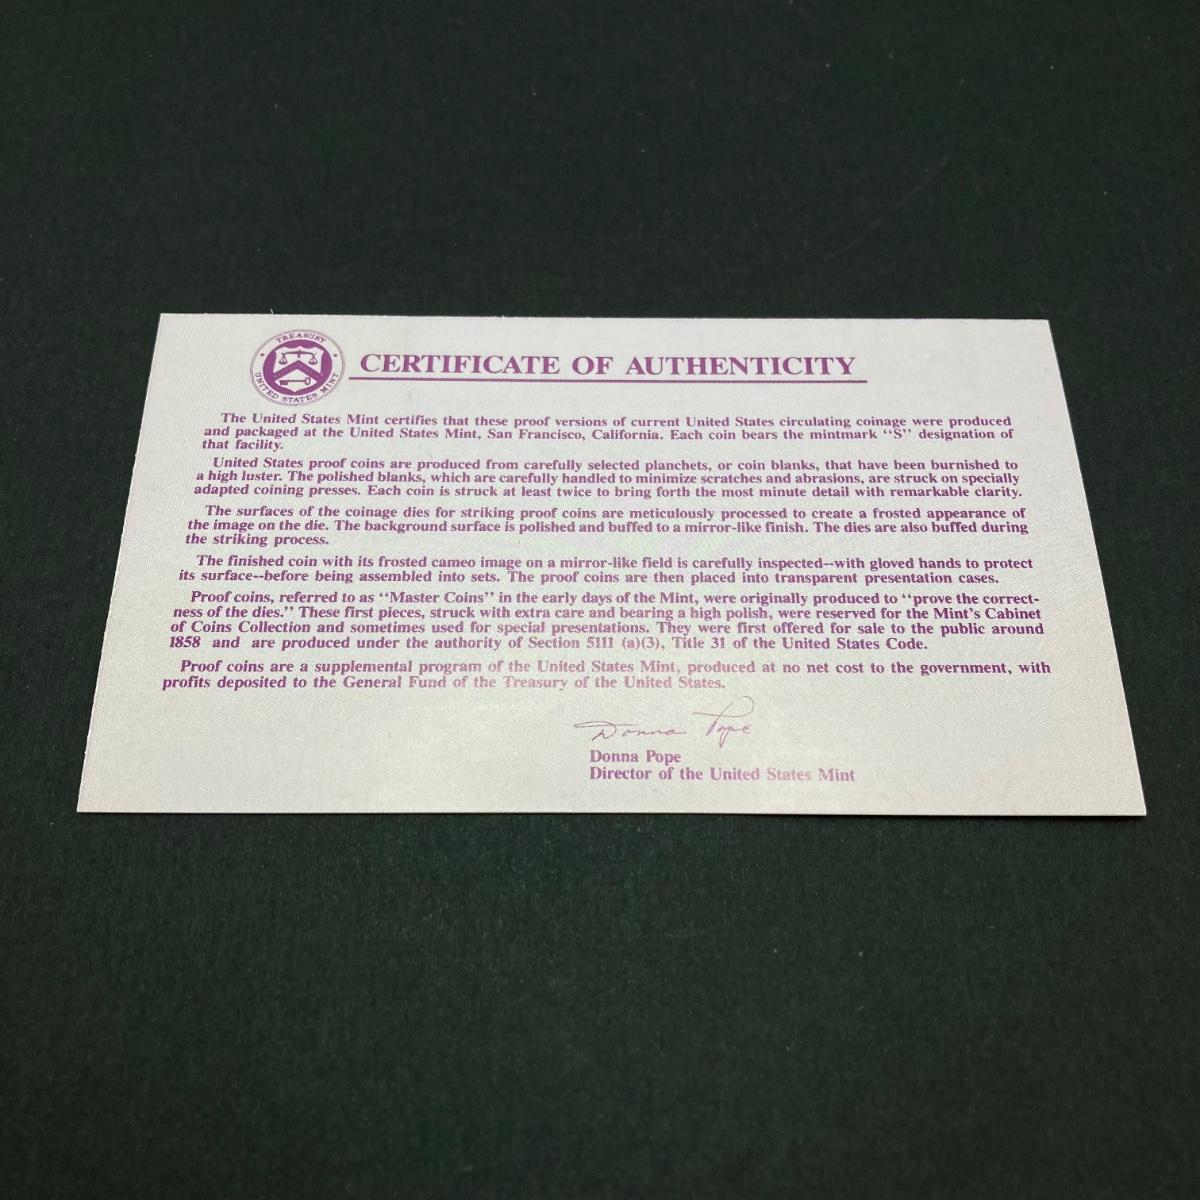 TREASURY
UNITED STATES MINT
CERTIFICATE OF AUTHENTICITY
The United States Mint certifies that these proof versions of current United States circulating coinage were produced
and packaged at the United States Mint, San Francisco, California. Each coin bears the mintmark ‘‘S’’ designation of
that facility.
United States proof coins are produced from carefully selected planchets, or coin blanks, that have been burnished to
a high luster. The polished blanks, which are carefully handled to minimize scratches and abrasions, are struck on specially
adapted coining presses. Each coin is struck at least twice to bring forth the most minute detail with remarkable clarity.
The surfaces of the coinage dies for striking proof coins are meticulously processed to create a frosted appearance of
the image on the die. The background surface is polished and buffed to a mirror-like finish. The dies are also buffed during
the striking process.
The finished coin with its frosted cameo image on a mirror-like field is carefully inspected--with gloved hands to protect
its surface--before being assembled into sets. The proof coins are then placed into transparent presentation cases.
Proof coins, referred to as ‘‘Master Coins’’ in the early days of the Mint, were originally produced to ‘‘prove the correct-
ness of the dies.’’ These first pieces, struck with extra care and bearing a high polish, were reserved for the Mint's Cabinet
of Coins Collection and sometimes used for special presentations. They were first offered for sale to the public around
1858 and are produced under the authority of Section 5111 (a)(3), Title 31 of the United States Code.
Proof coins are a supplemental program of the United States Mint, produced at no net cost to the government, with
profits deposited to the General Fund of the Treasury of the United States.
Donna Pope
Donna Pope
Director of the United States Mint